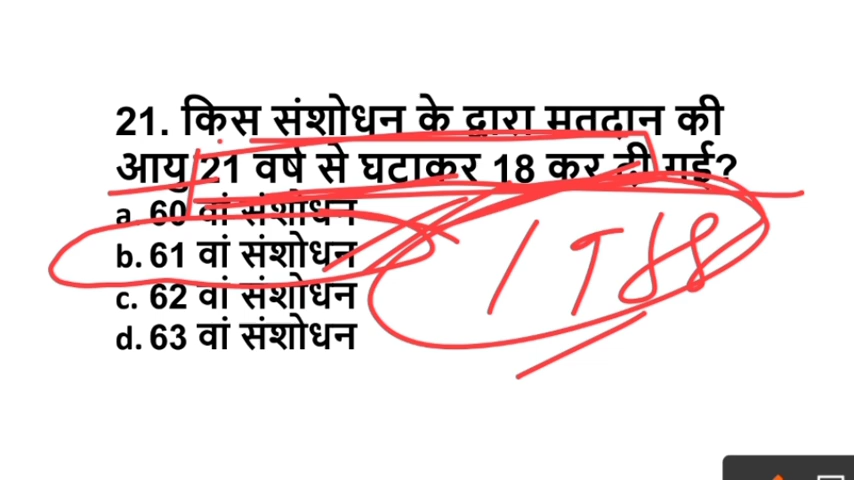 21. किस संशोधन के द्वारा मतदान की
आयु 21 वर्ष से घटाकर 18 कर दी गई?
a. 60 वां संशोधन
b. 61 वां संशोधन
c. 62 वां संशोधन
d. 63 वां संशोधन
1988